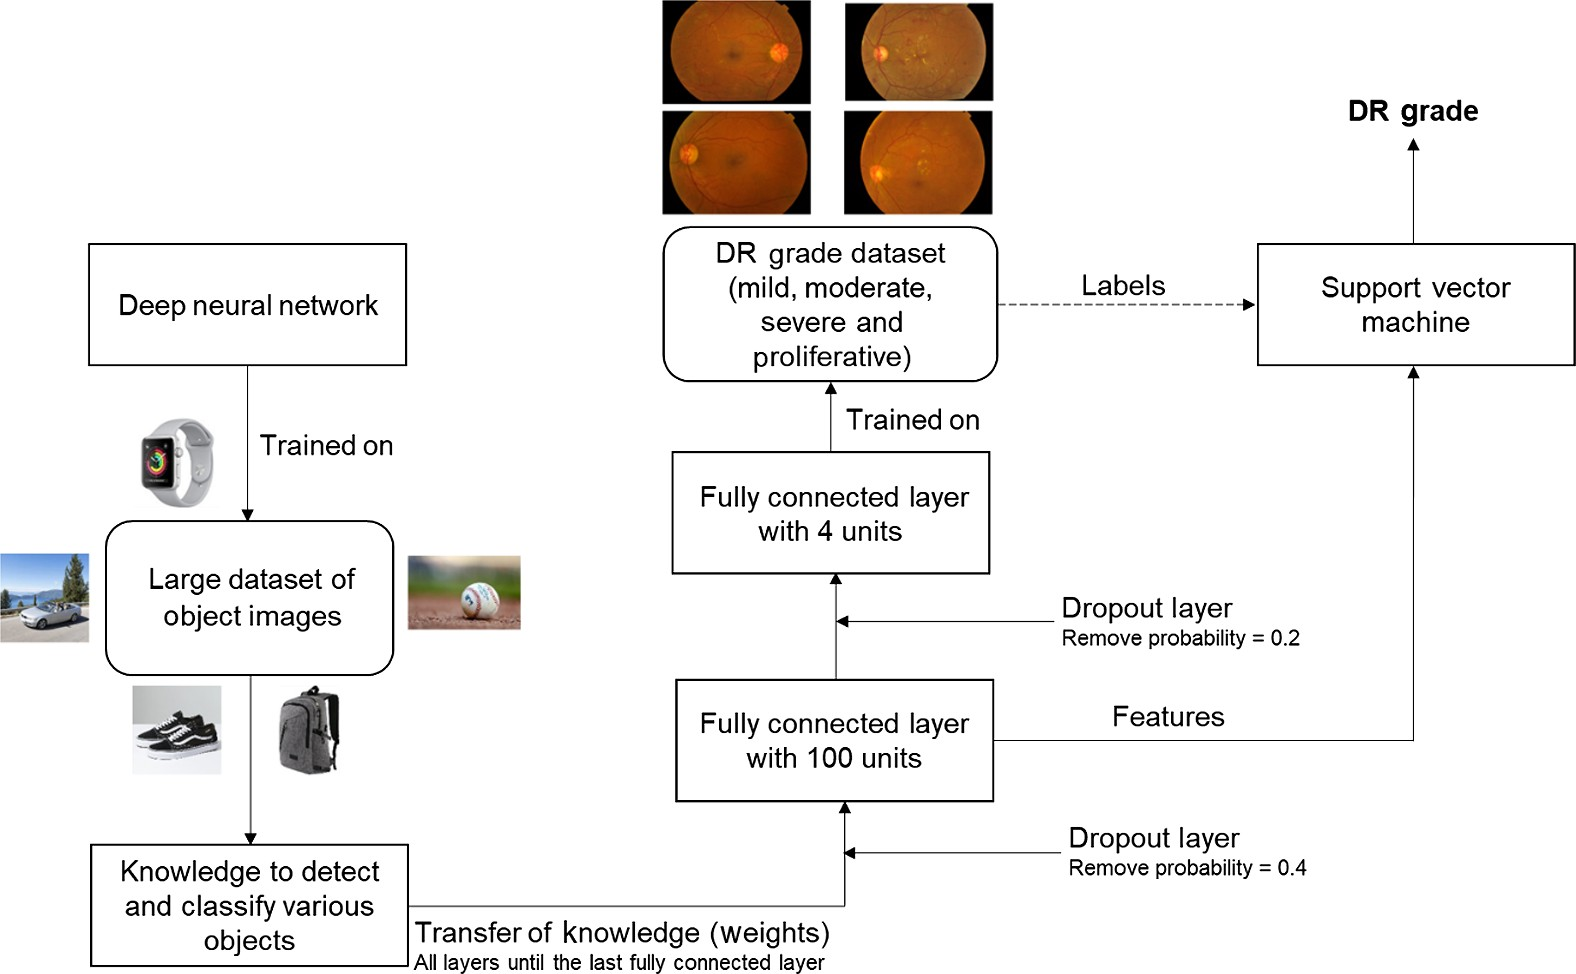 Deep neural network
Trained on
Large dataset of
object images
Knowledge to detect
and classify various
objects
Transfer of knowledge (weights)
All layers until the last fully connected layer
DR grade dataset
(mild, moderate,
severe and
proliferative)
Trained on
Fully connected layer
with 4 units
Dropout layer
Remove probability = 0.2
Fully connected layer
with 100 units
Dropout layer
Remove probability = 0.4
Labels
Features
DR grade
Support vector
machine